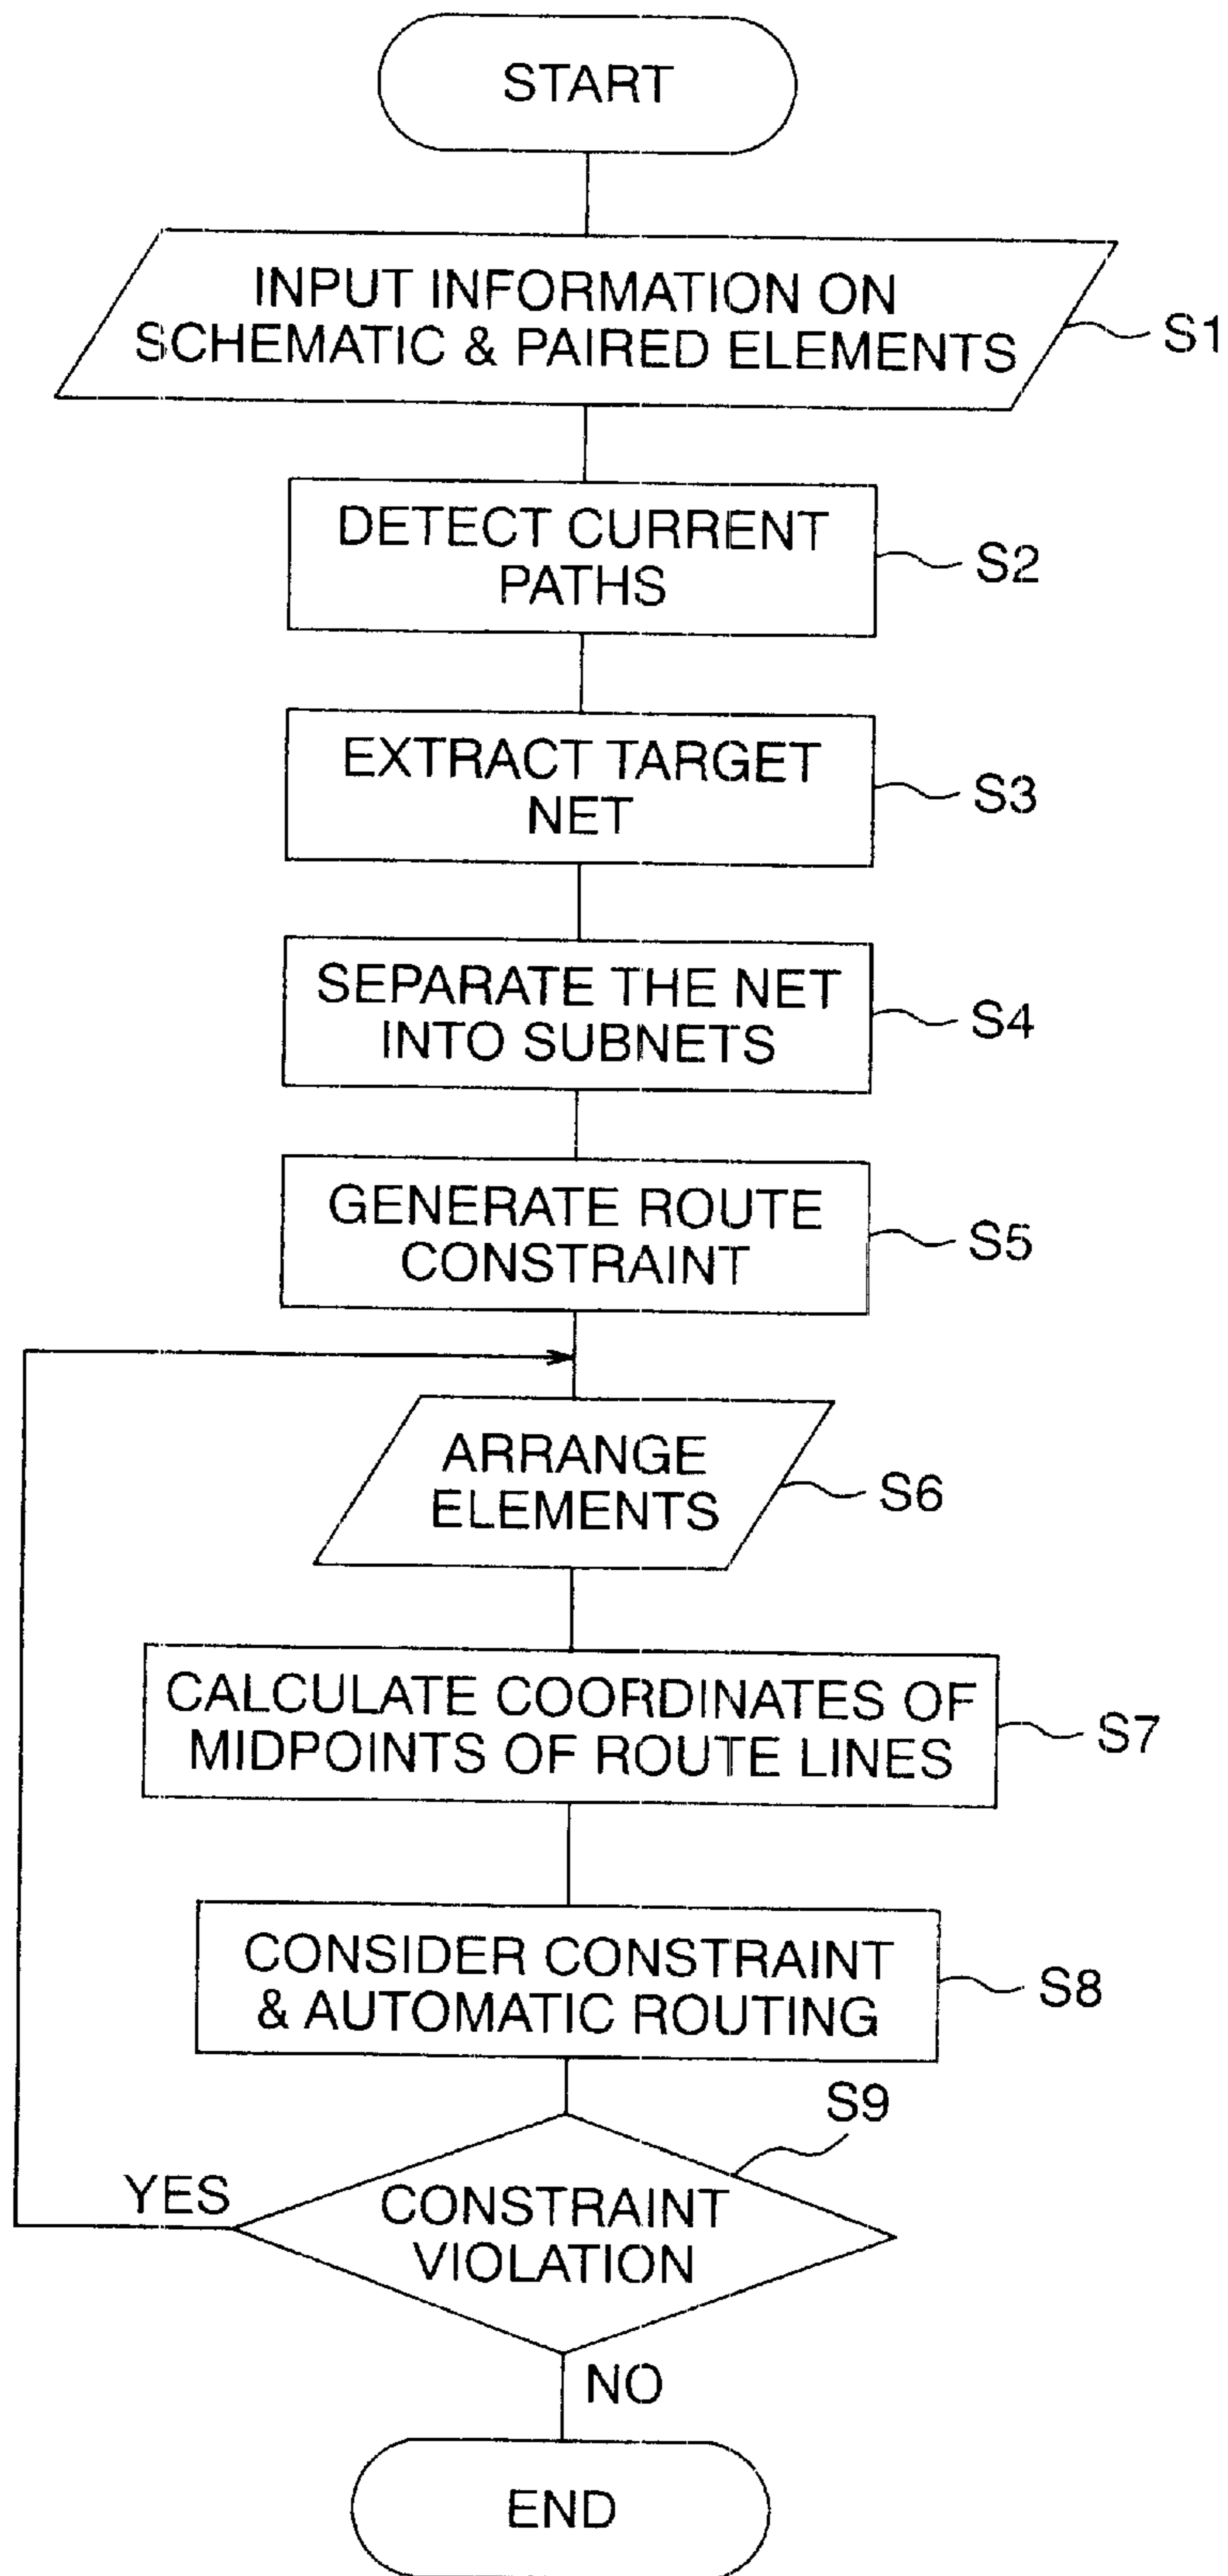 START
INPUT INFORMATION ON
SCHEMATIC & PAIRED ELEMENTS
S1
DETECT CURRENT
PATHS
S2
EXTRACT TARGET
NET
S3
SEPARATE THE NET
INTO SUBNETS
S4
GENERATE ROUTE
CONSTRAINT
S5
ARRANGE
ELEMENTS
S6
CALCULATE COORDINATES OF
MIDPOINTS OF ROUTE LINES
S7
CONSIDER CONSTRAINT
& AUTOMATIC ROUTING
S8
S9
YES
CONSTRAINT
VIOLATION
NO
END